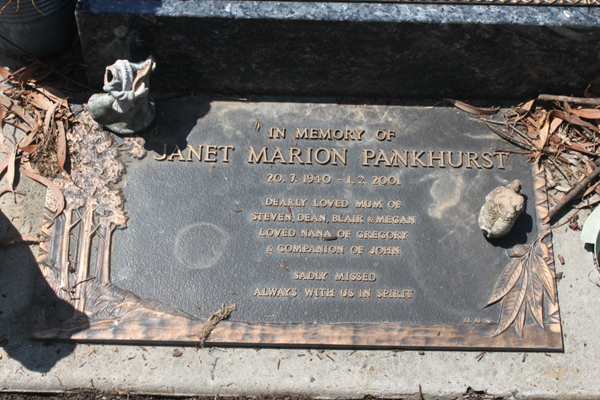 IN MEMORY OF
JANET MARION PANKHURST
20.7.1940 - 1.2.2001
DEARLY LOVED MUM OF
STEVEN, DEAN, BLAIR & MEGAN
LOVED NANA OF GREGORY
& COMPANION OF JOHN
SADLY MISSED
ALWAYS WITH US IN SPIRIT